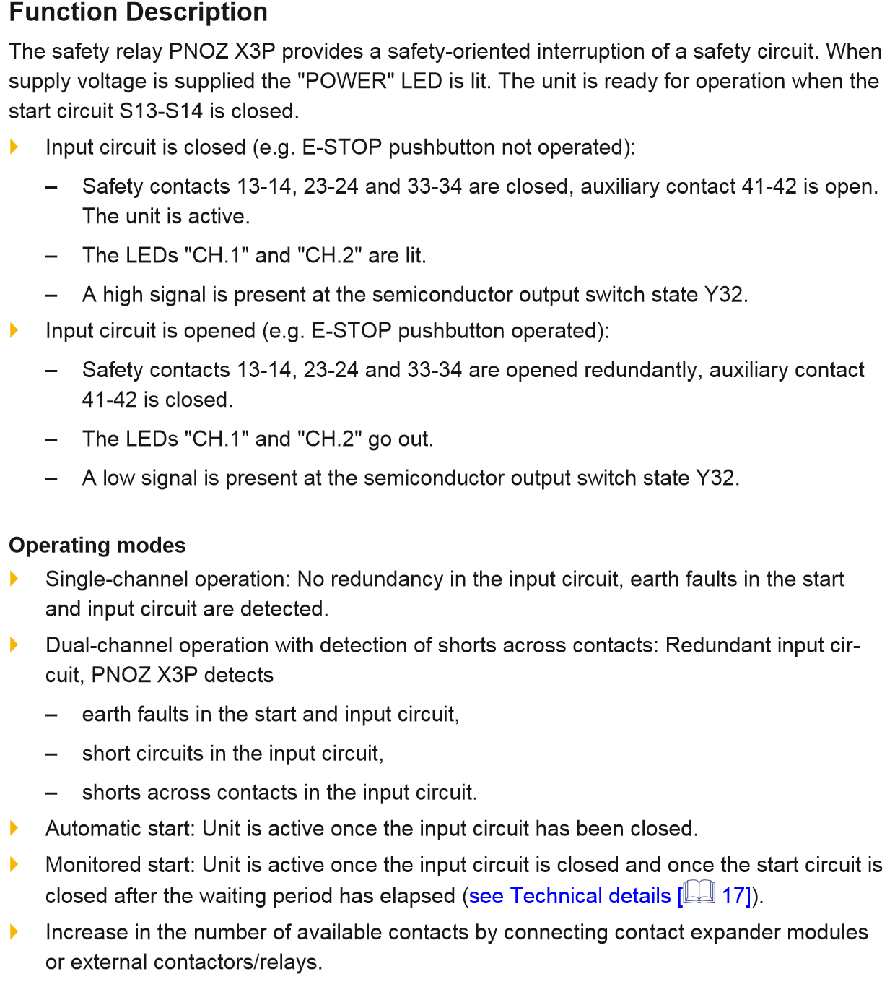 Function Description
The safety relay PNOZ X3P provides a safety-oriented interruption of a safety circuit. When
supply voltage is supplied the "POWER" LED is lit. The unit is ready for operation when the
start circuit S13-S14 is closed.
Input circuit is closed (e.g. E-STOP pushbutton not operated):
– Safety contacts 13-14, 23-24 and 33-34 are closed, auxiliary contact 41-42 is open.
The unit is active.
– The LEDs "CH.1" and "CH.2" are lit.
– A high signal is present at the semiconductor output switch state Y32.
Input circuit is opened (e.g. E-STOP pushbutton operated):
– Safety contacts 13-14, 23-24 and 33-34 are opened redundantly, auxiliary contact
41-42 is closed.
– The LEDs "CH.1" and "CH.2" go out.
– A low signal is present at the semiconductor output switch state Y32.
Operating modes
Single-channel operation: No redundancy in the input circuit, earth faults in the start
and input circuit are detected.
Dual-channel operation with detection of shorts across contacts: Redundant input cir-
cuit, PNOZ X3P detects
– earth faults in the start and input circuit,
– short circuits in the input circuit,
– shorts across contacts in the input circuit.
Automatic start: Unit is active once the input circuit has been closed.
Monitored start: Unit is active once the input circuit is closed and once the start circuit is
closed after the waiting period has elapsed (see Technical details [ 17]).
Increase in the number of available contacts by connecting contact expander modules
or external contactors/relays.